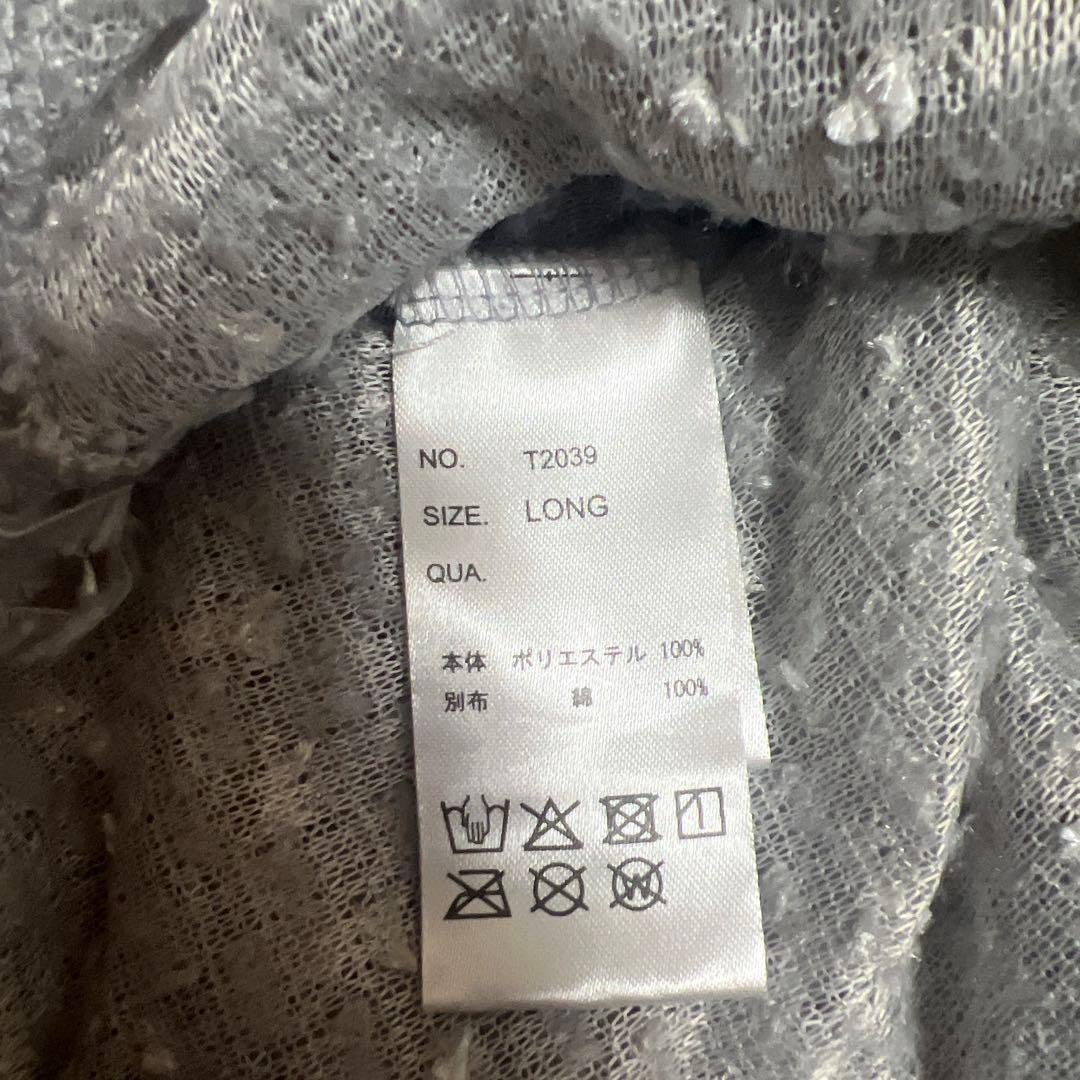 NO. T2039
SIZE. LONG
QUA.
本体 ポリエステル 100%
別布 綿 100%
W